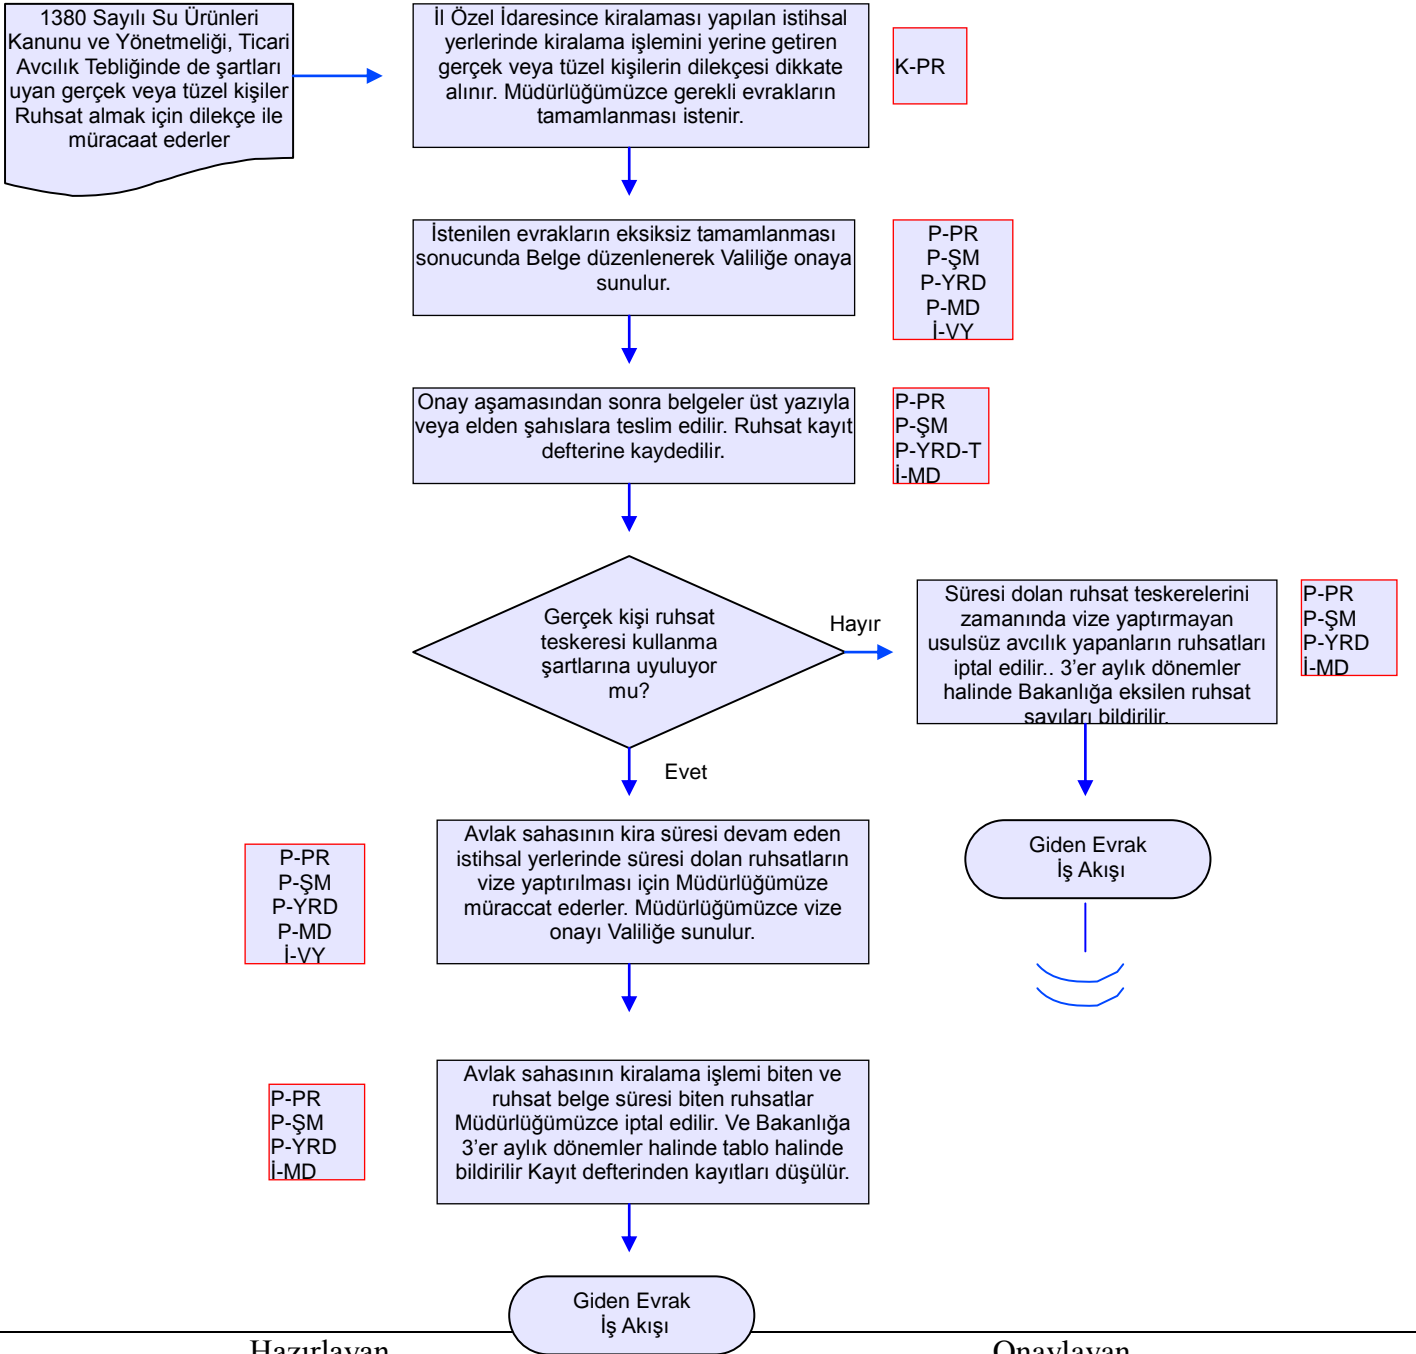 1380 Sayılı Su Ürünleri
Kanunu ve Yönetmeliği, Ticari
Avcılık Tebliğinde de şartları
uyan gerçek veya tüzel kişiler
Ruhsat almak için dilekçe ile
müracaat ederler
İl Özel İdaresince kiralaması yapılan istihsal
yerlerinde kiralama işlemini yerine getiren
gerçek veya tüzel kişilerin dilekçesi dikkate
alınır. Müdürlüğümüzce gerekli evrakların
tamamlanması istenir.
K-PR
İstenilen evrakların eksiksiz tamamlanması
sonucunda Belge düzenlenerek Valiliğe onaya
sunulur.
P-PR
P-ŞM
P-YRD
P-MD
İ-VY
Onay aşamasından sonra belgeler üst yazıyla
veya elden şahıslara teslim edilir. Ruhsat kayıt
defterine kaydedilir.
P-PR
P-ŞM
P-YRD-T
İ-MD
Gerçek kişi ruhsat
teskeresi kullanma
şartlarına uyuluyor
mu?
Hayır
Süresi dolan ruhsat teskerelerini
zamanında vize yaptırmayan
usulsüz avcılık yapanların ruhsatları
iptal edilir.. 3’er aylık dönemler
halinde Bakanlığa eksilen ruhsat
sayıları bildirilir.
P-PR
P-ŞM
P-YRD
İ-MD
Evet
Giden Evrak
İş Akışı
P-PR
P-ŞM
P-YRD
P-MD
İ-VY
Avlak sahasının kira süresi devam eden
istihsal yerlerinde süresi dolan ruhsatların
vize yaptırılması için Müdürlüğümüze
müraccat ederler. Müdürlüğümüzce vize
onayı Valiliğe sunulur.
P-PR
P-ŞM
P-YRD
İ-MD
Avlak sahasının kiralama işlemi biten ve
ruhsat belge süresi biten ruhsatlar
Müdürlüğümüzce iptal edilir. Ve Bakanlığa
3’er aylık dönemler halinde tablo halinde
bildirilir Kayıt defterinden kayıtları düşülür.
Giden Evrak
İş Akışı
Hazırlayan
Onaylayan